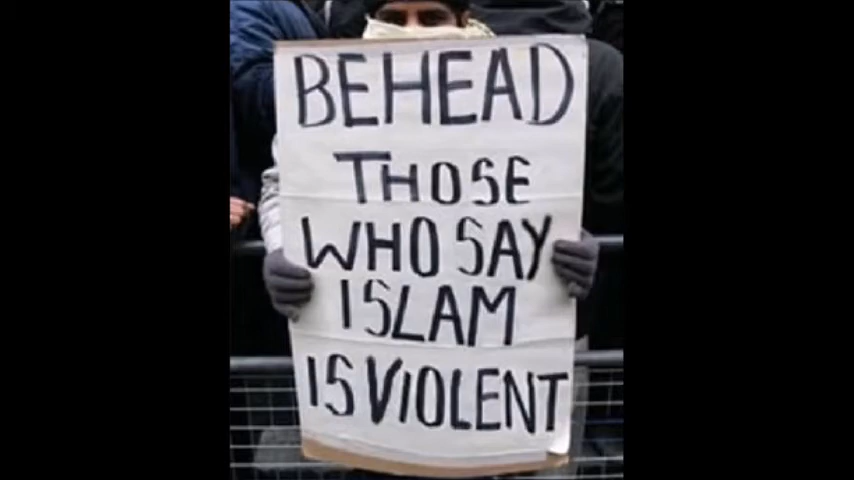 BEHEAD
THOSE
WHO SAY
ISLAM
IS VIOLENT